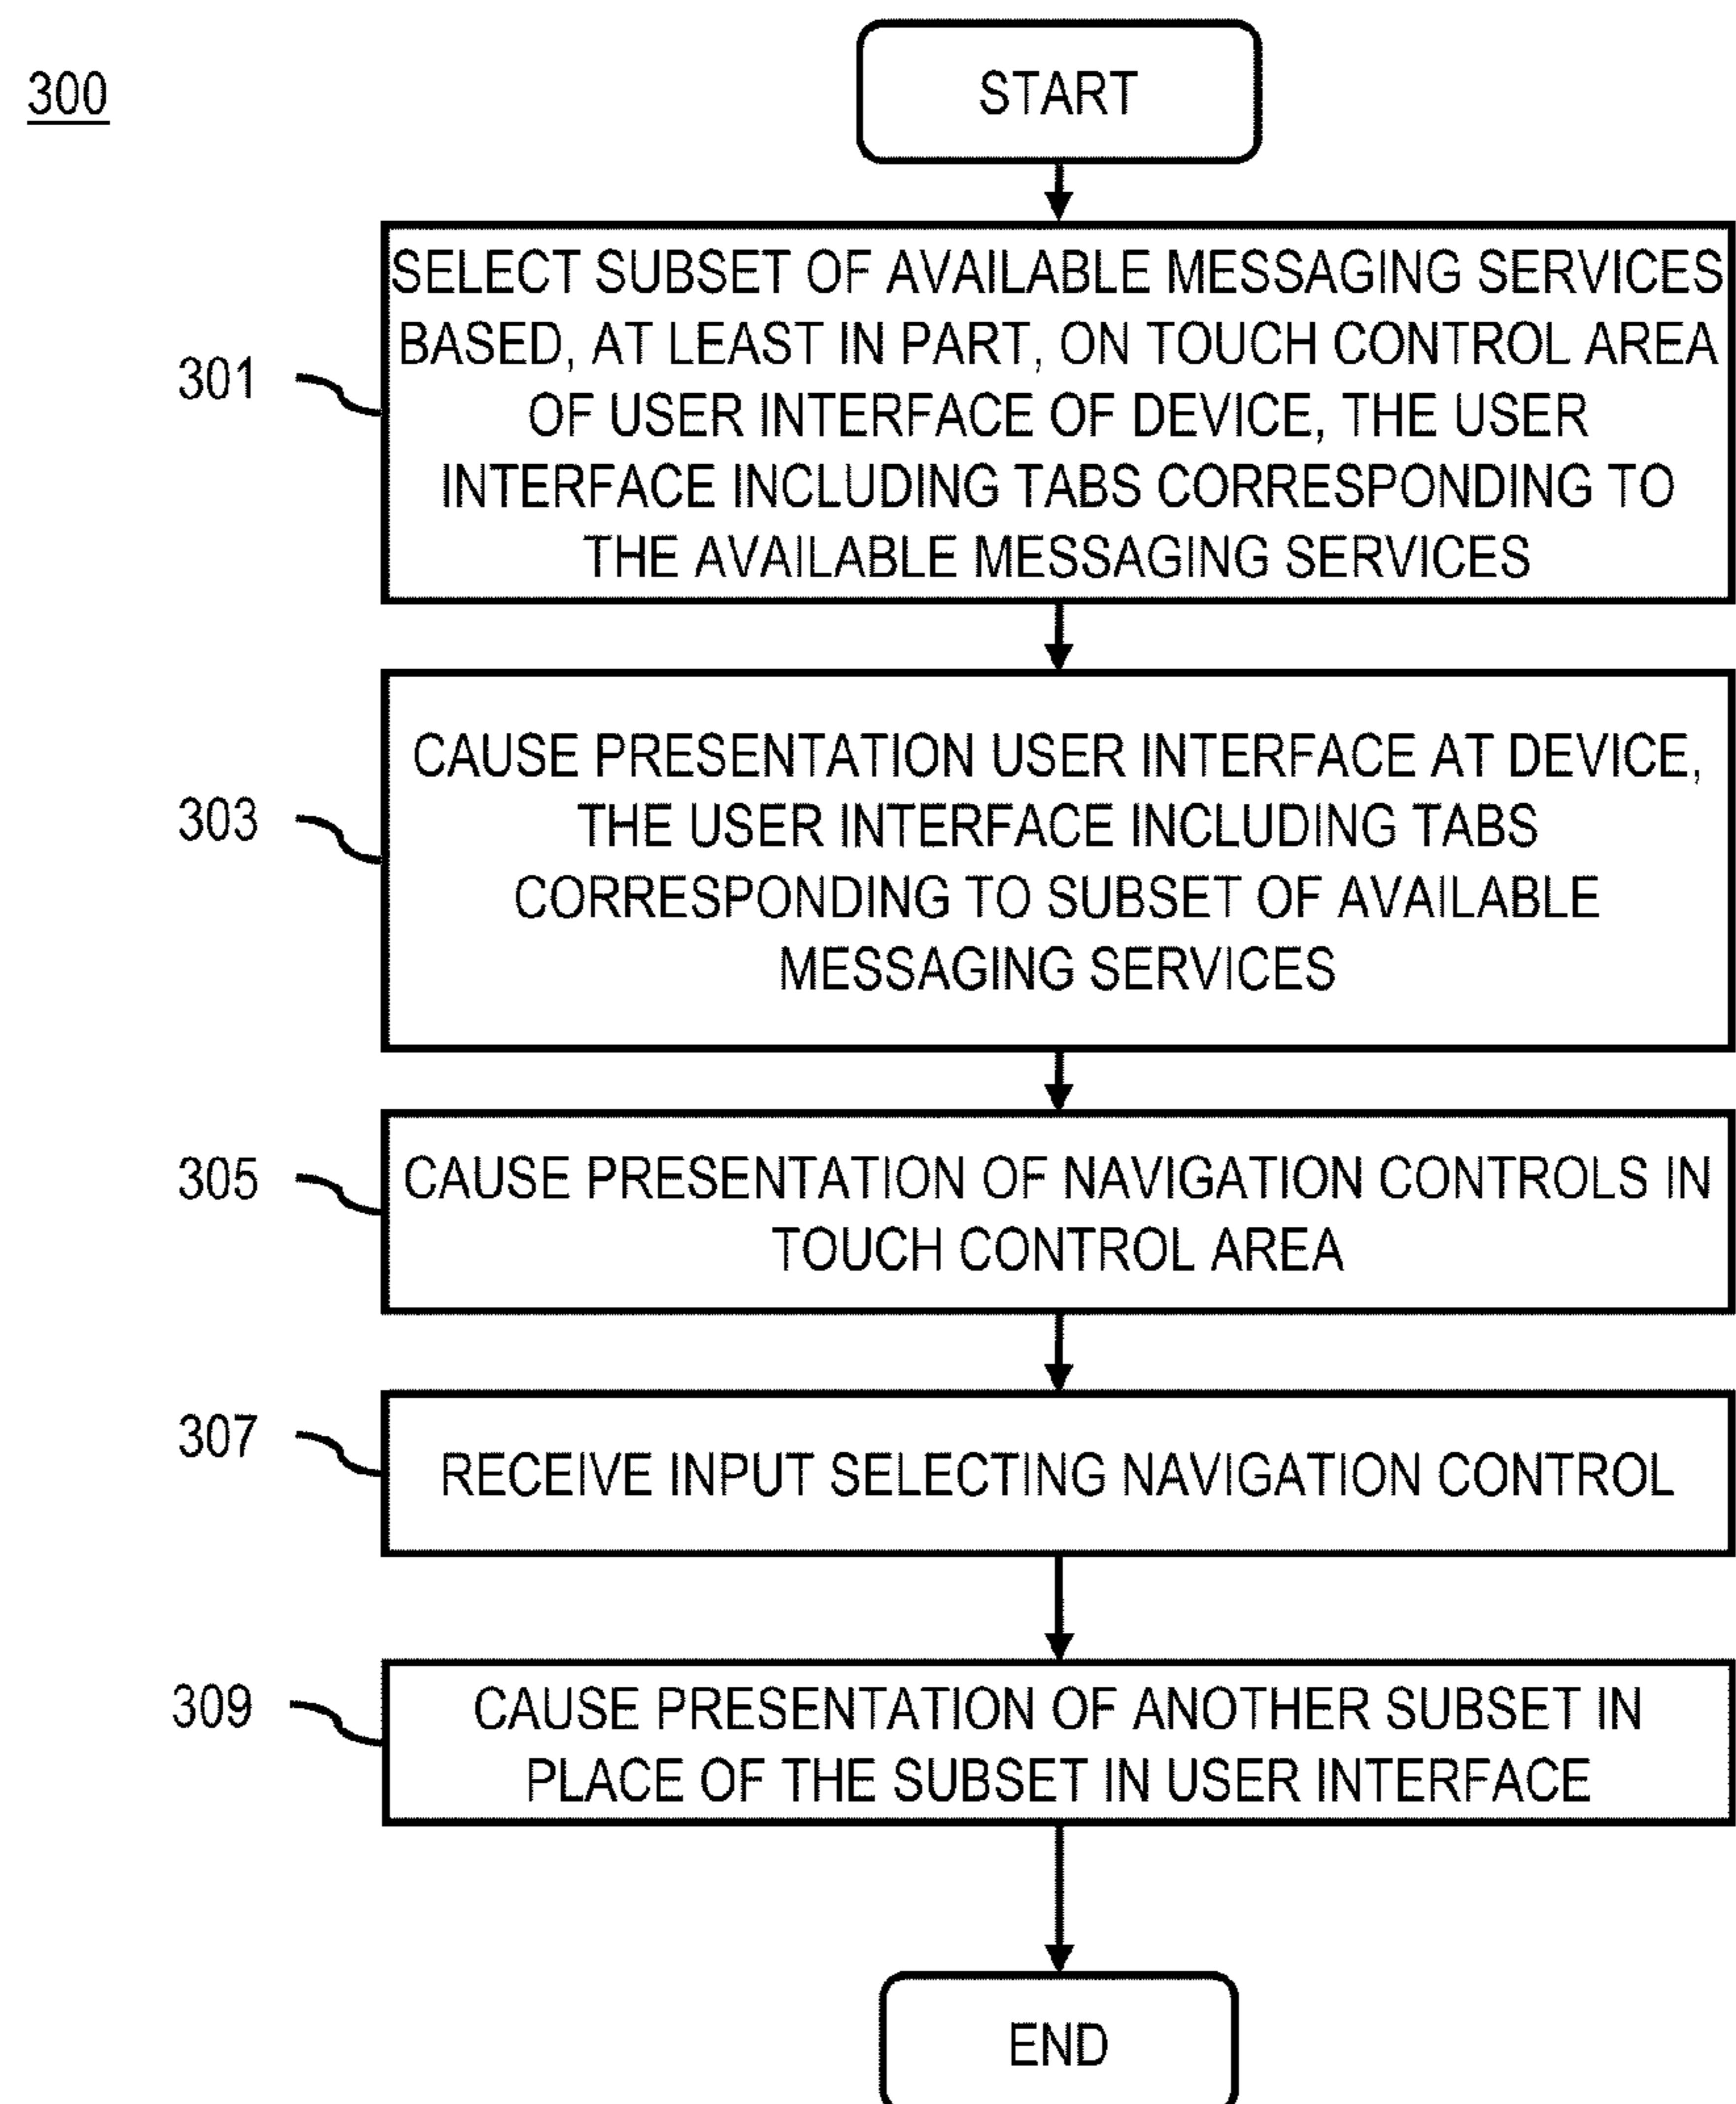 300
START
301
SELECT SUBSET OF AVAILABLE MESSAGING SERVICES
BASED, AT LEAST IN PART, ON TOUCH CONTROL AREA
OF USER INTERFACE OF DEVICE, THE USER
INTERFACE INCLUDING TABS CORRESPONDING TO
THE AVAILABLE MESSAGING SERVICES
303
CAUSE PRESENTATION USER INTERFACE AT DEVICE,
THE USER INTERFACE INCLUDING TABS
CORRESPONDING TO SUBSET OF AVAILABLE
MESSAGING SERVICES
305
CAUSE PRESENTATION OF NAVIGATION CONTROLS IN
TOUCH CONTROL AREA
307
RECEIVE INPUT SELECTING NAVIGATION CONTROL
309
CAUSE PRESENTATION OF ANOTHER SUBSET IN
PLACE OF THE SUBSET IN USER INTERFACE
END